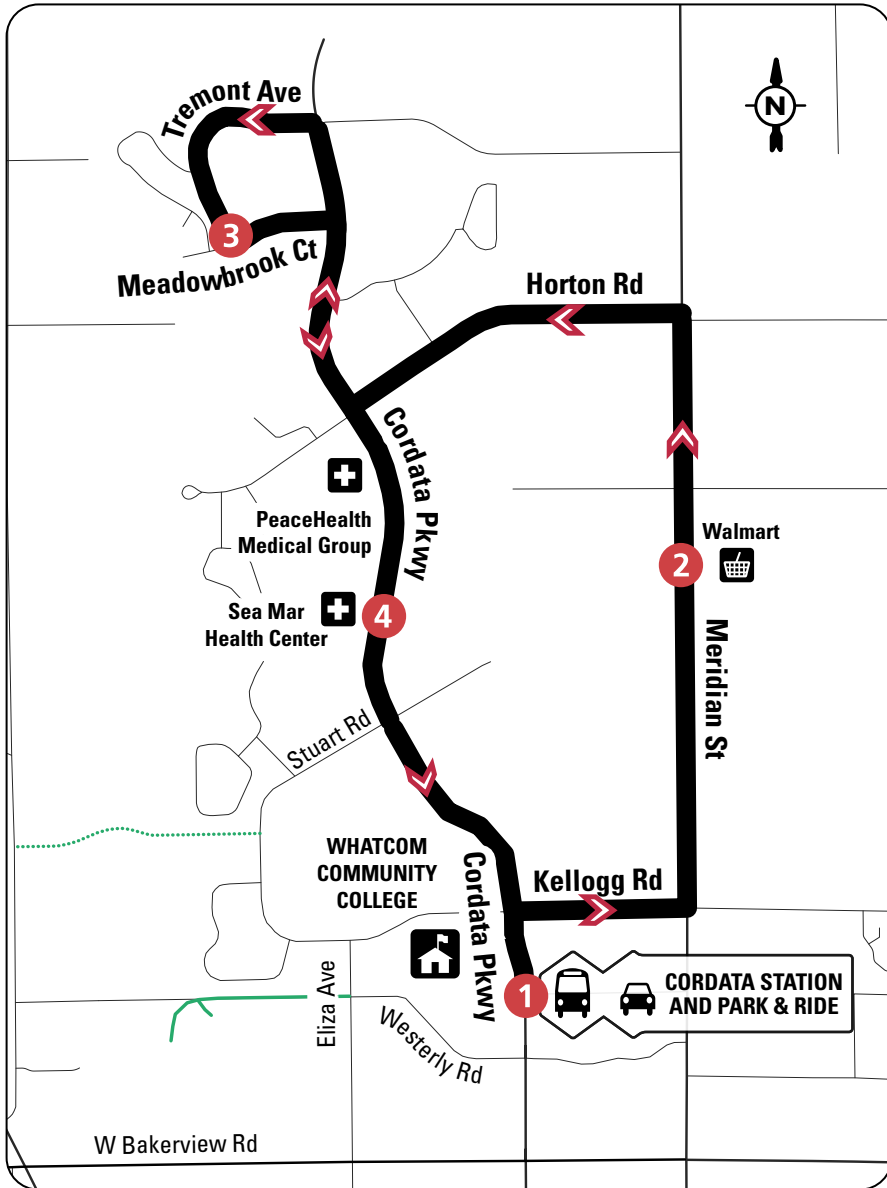 Tremont Ave
N
3
Meadowbrook Ct
Horton Rd
Cordata Pkwy
PeaceHealth
Medical Group
Walmart
2
Sea Mar
Health Center
4
Meridian St
Stuart Rd
WHATCOM
COMMUNITY
COLLEGE
Cordata Pkwy
Kellogg Rd
1
CORDATA STATION
AND PARK & RIDE
Eliza Ave
Westerly Rd
W Bakerview Rd